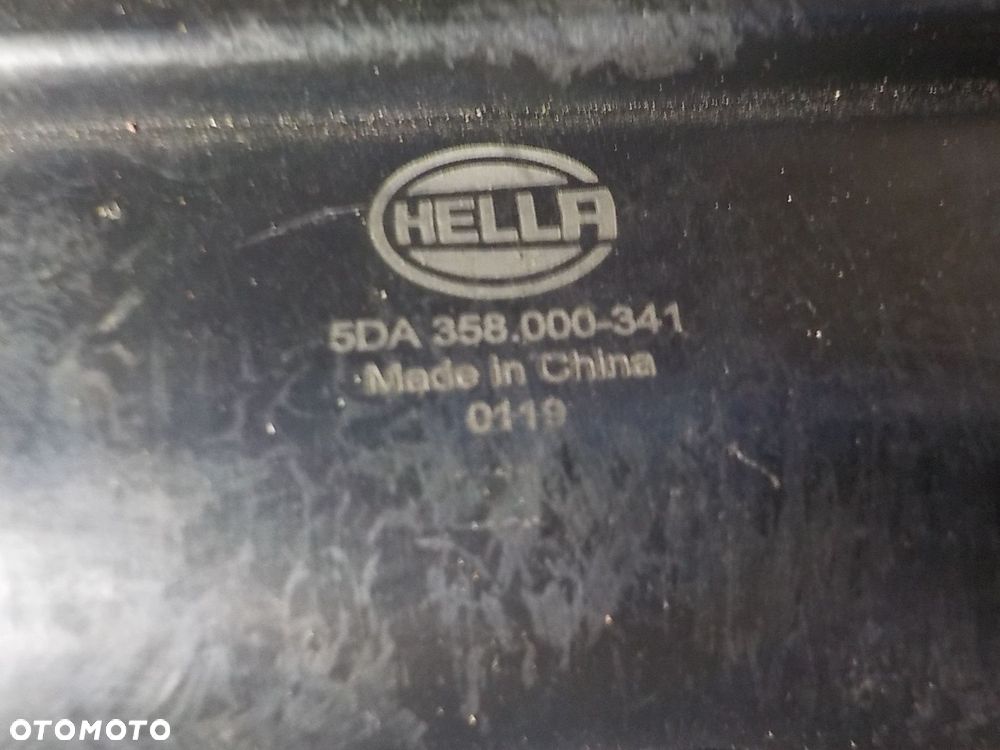 HELLA
5DA 358.000-341
Made in China
0119
OTOMOTO